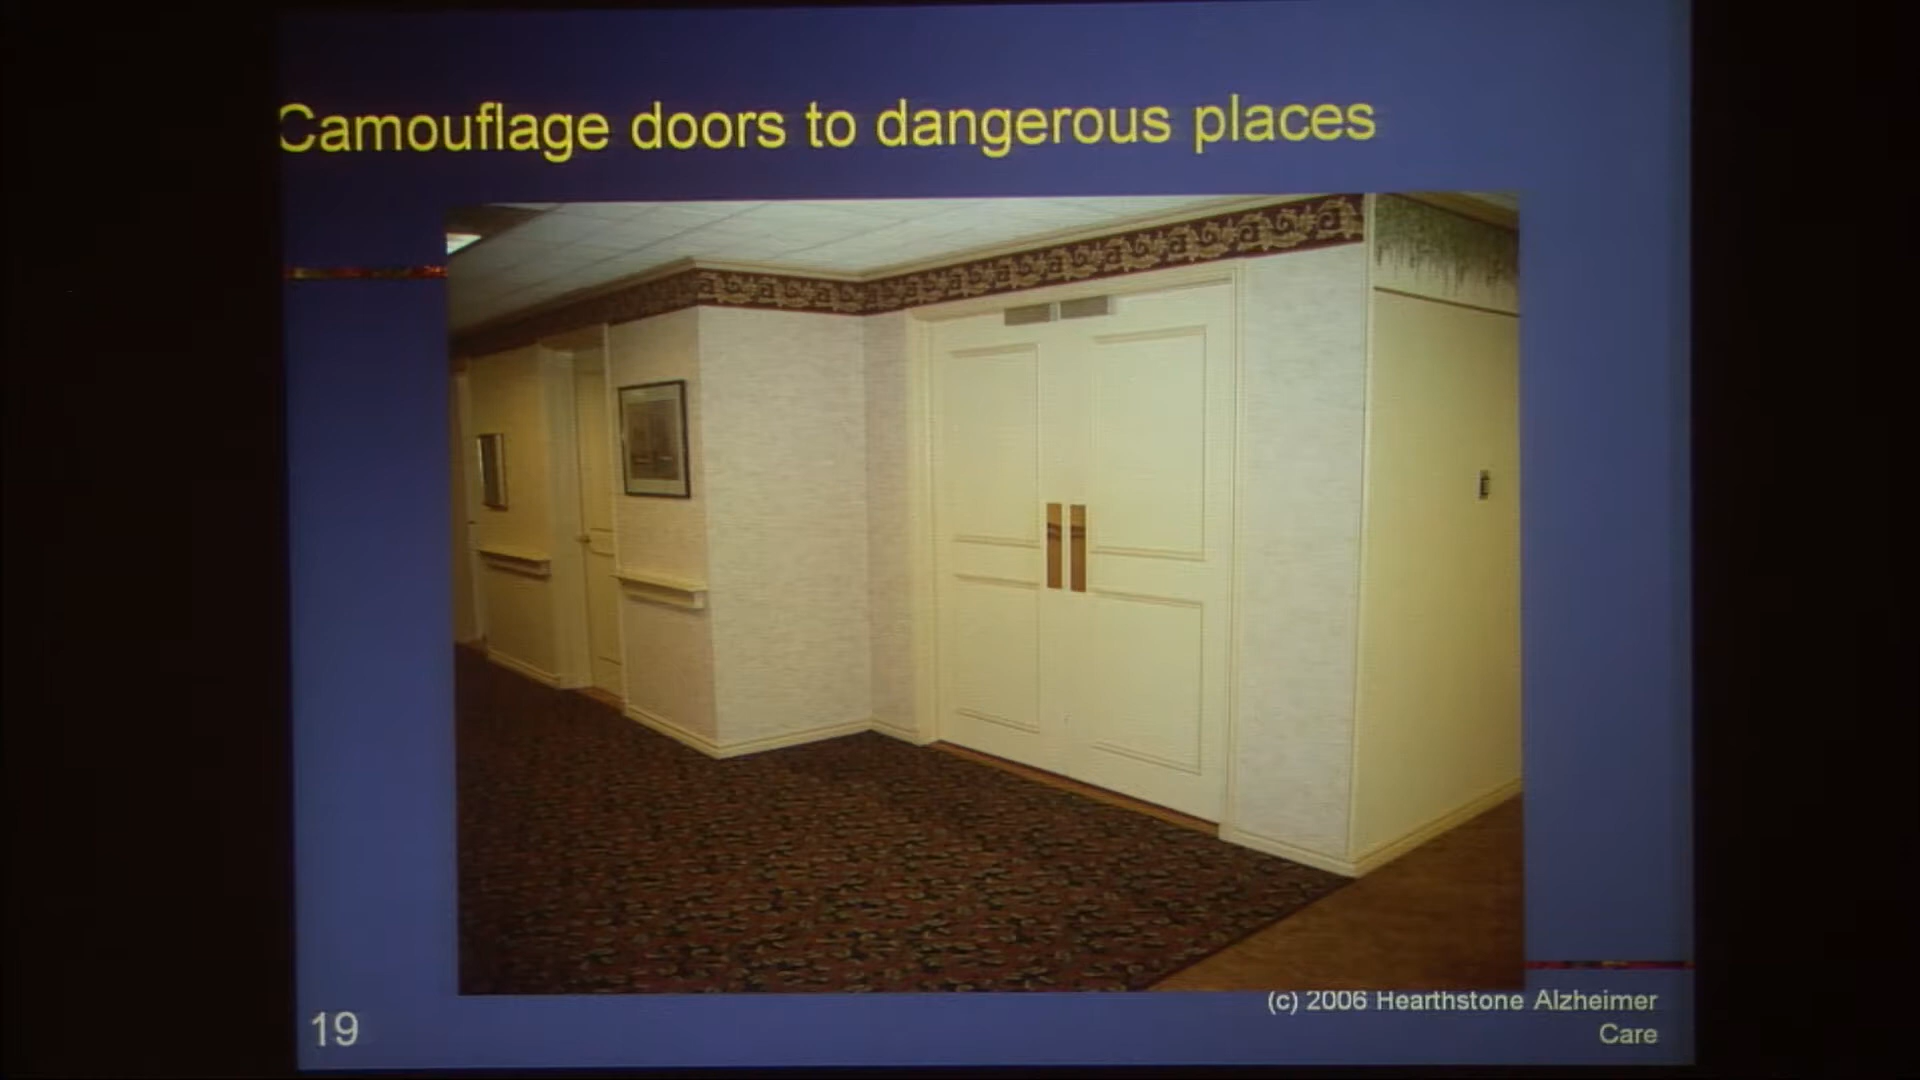 Camouflage doors to dangerous places
(c) 2006 Hearthstone Alzheimer
Care
19